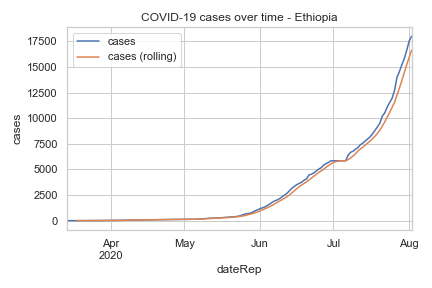 COVID-19 cases over time - Ethiopia
cases
cases (rolling)
17500
15000
12500
10000
7500
5000
2500
0
cases
Apr
2020
May
Jun
Jul
Aug
dateRep